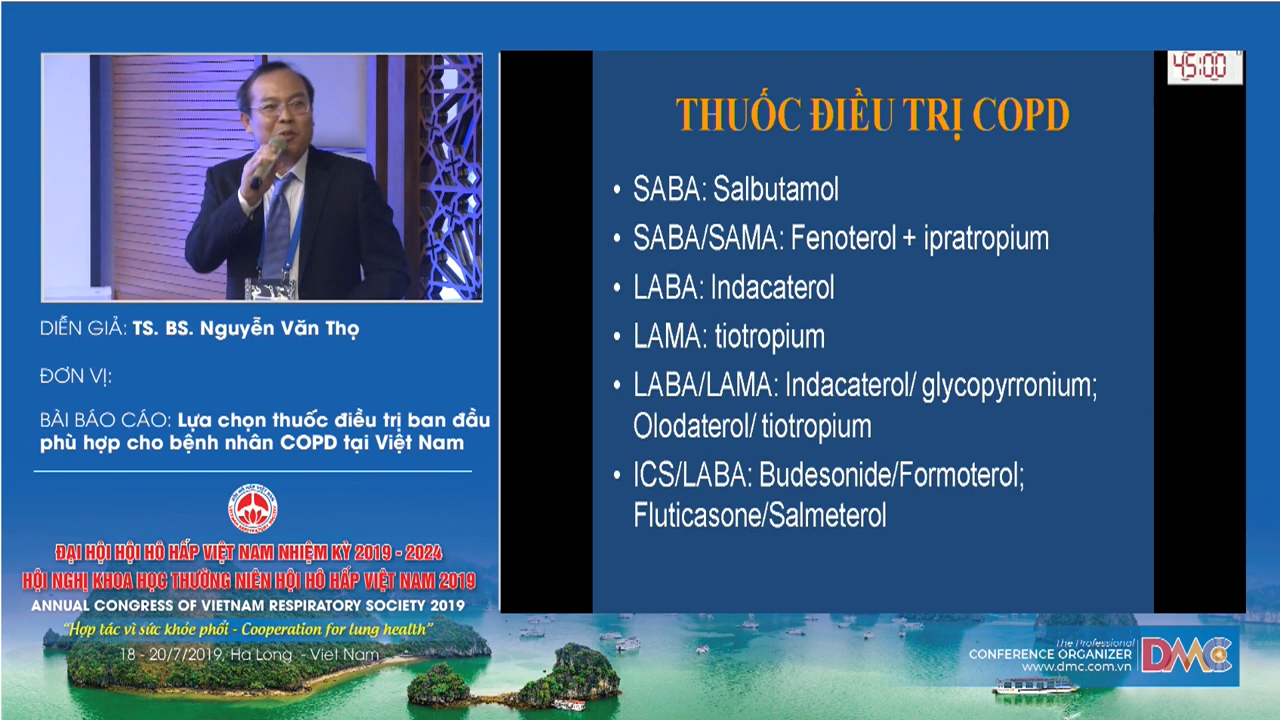 45:00
THUỐC ĐIỀU TRỊ COPD
• SABA: Salbutamol
• SABA/SAMA: Fenoterol + ipratropium
• LABA: Indacaterol
• LAMA: tiotropium
• LABA/LAMA: Indacaterol/ glycopyrronium;
Olodaterol/ tiotropium
• ICS/LABA: Budesonide/Formoterol;
Fluticasone/Salmeterol
DIỄN GIẢ: TS. BS. Nguyễn Văn Thọ
ĐƠN VỊ:
BÀI BÁO CÁO: Lựa chọn thuốc điều trị ban đầu
phù hợp cho bệnh nhân COPD tại Việt Nam
ĐẠI HỘI HỘI HÔ HẤP VIỆT NAM NHIỆM KỲ 2019 - 2024
HỘI NGHỊ KHOA HỌC THƯỜNG NIÊN HỘI HÔ HẤP VIỆT NAM 2019
ANNUAL CONGRESS OF VIETNAM RESPIRATORY SOCIETY 2019
“Hợp tác vì sức khỏe phổi - Cooperation for lung health”
18 - 20/7/2019, Ha Long - Viet Nam
The Professional
CONFERENCE ORGANIZER
www.dmc.com.vn
DMC